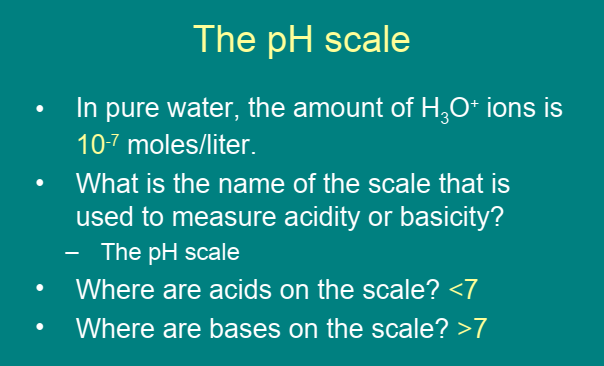 The pH scale
• In pure water, the amount of H₃O⁺ ions is
10⁻⁷ moles/liter.
• What is the name of the scale that is
used to measure acidity or basicity?
– The pH scale
• Where are acids on the scale? <7
• Where are bases on the scale? >7